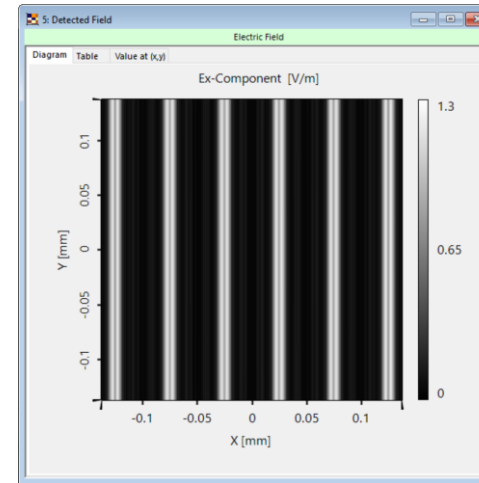 5: Detected Field
Electric Field
Diagram Table Value at (x,y)
Ex-Component [V/m]
1.3
0.65
0
0.1
0.05
0
-0.05
-0.1
Y [mm]
-0.1 -0.05 0 0.05 0.1
X [mm]